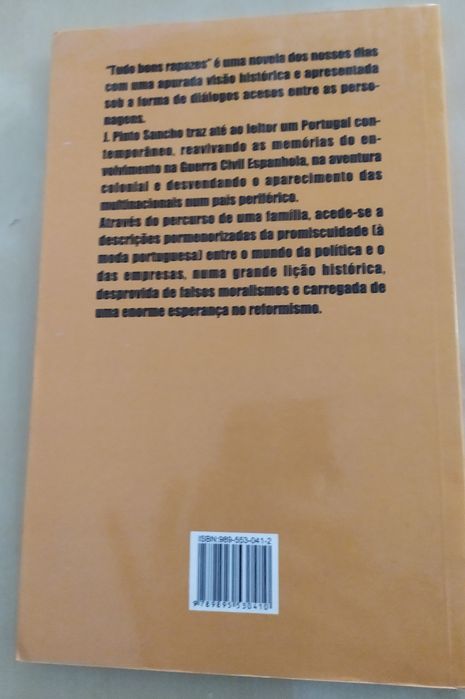 "Tudo bons rapazes" é uma novela dos nossos dias
com uma apurada visão histórica e apresentada
sob a forma de diálogos acesos entre as perso-
nagens.
J. Pinto Sancho traz até ao leitor um Portugal con-
temporâneo, reavivando as memórias do en-
volvimento na Guerra Civil Espanhola, na aventura
colonial e desvendando o aparecimento das
multinacionais num país periférico.
Através do percurso de uma família, acede-se a
descrições pormenorizadas da promiscuidade (à
moda portuguesa) entre o mundo da política e o
das empresas, numa grande lição histórica,
desprovida de falsos moralismos e carregada de
uma enorme esperança no reformismo.
ISBN:989-553-041-2
9 789895 530410